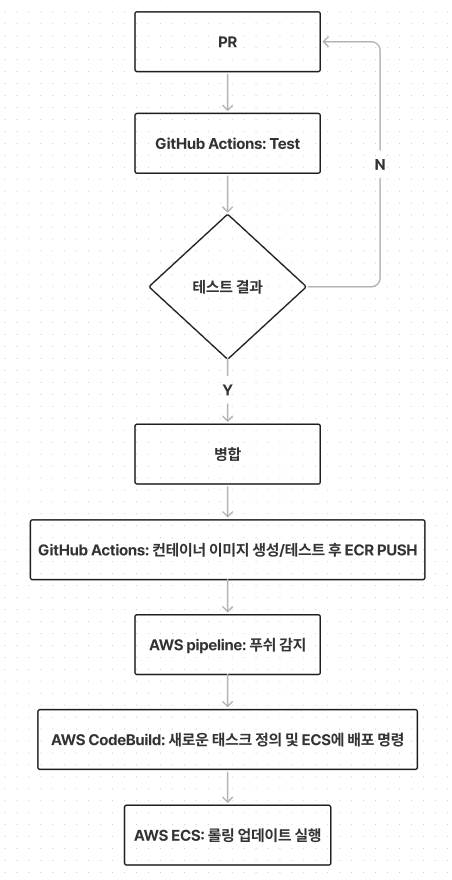 PR
GitHub Actions: Test
N
테스트 결과
Y
병합
GitHub Actions: 컨테이너 이미지 생성/테스트 후 ECR PUSH
AWS pipeline: 푸쉬 감지
AWS CodeBuild: 새로운 태스크 정의 및 ECS에 배포 명령
AWS ECS: 롤링 업데이트 실행